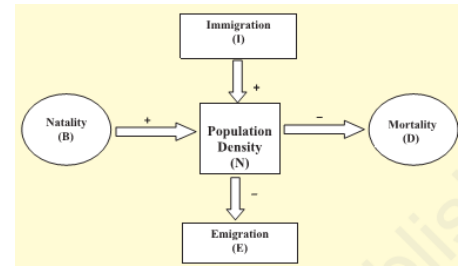 Immigration
(I)
+
Natality
(B)
+
Population
Density
(N)
–
Mortality
(D)
–
Emigration
(E)